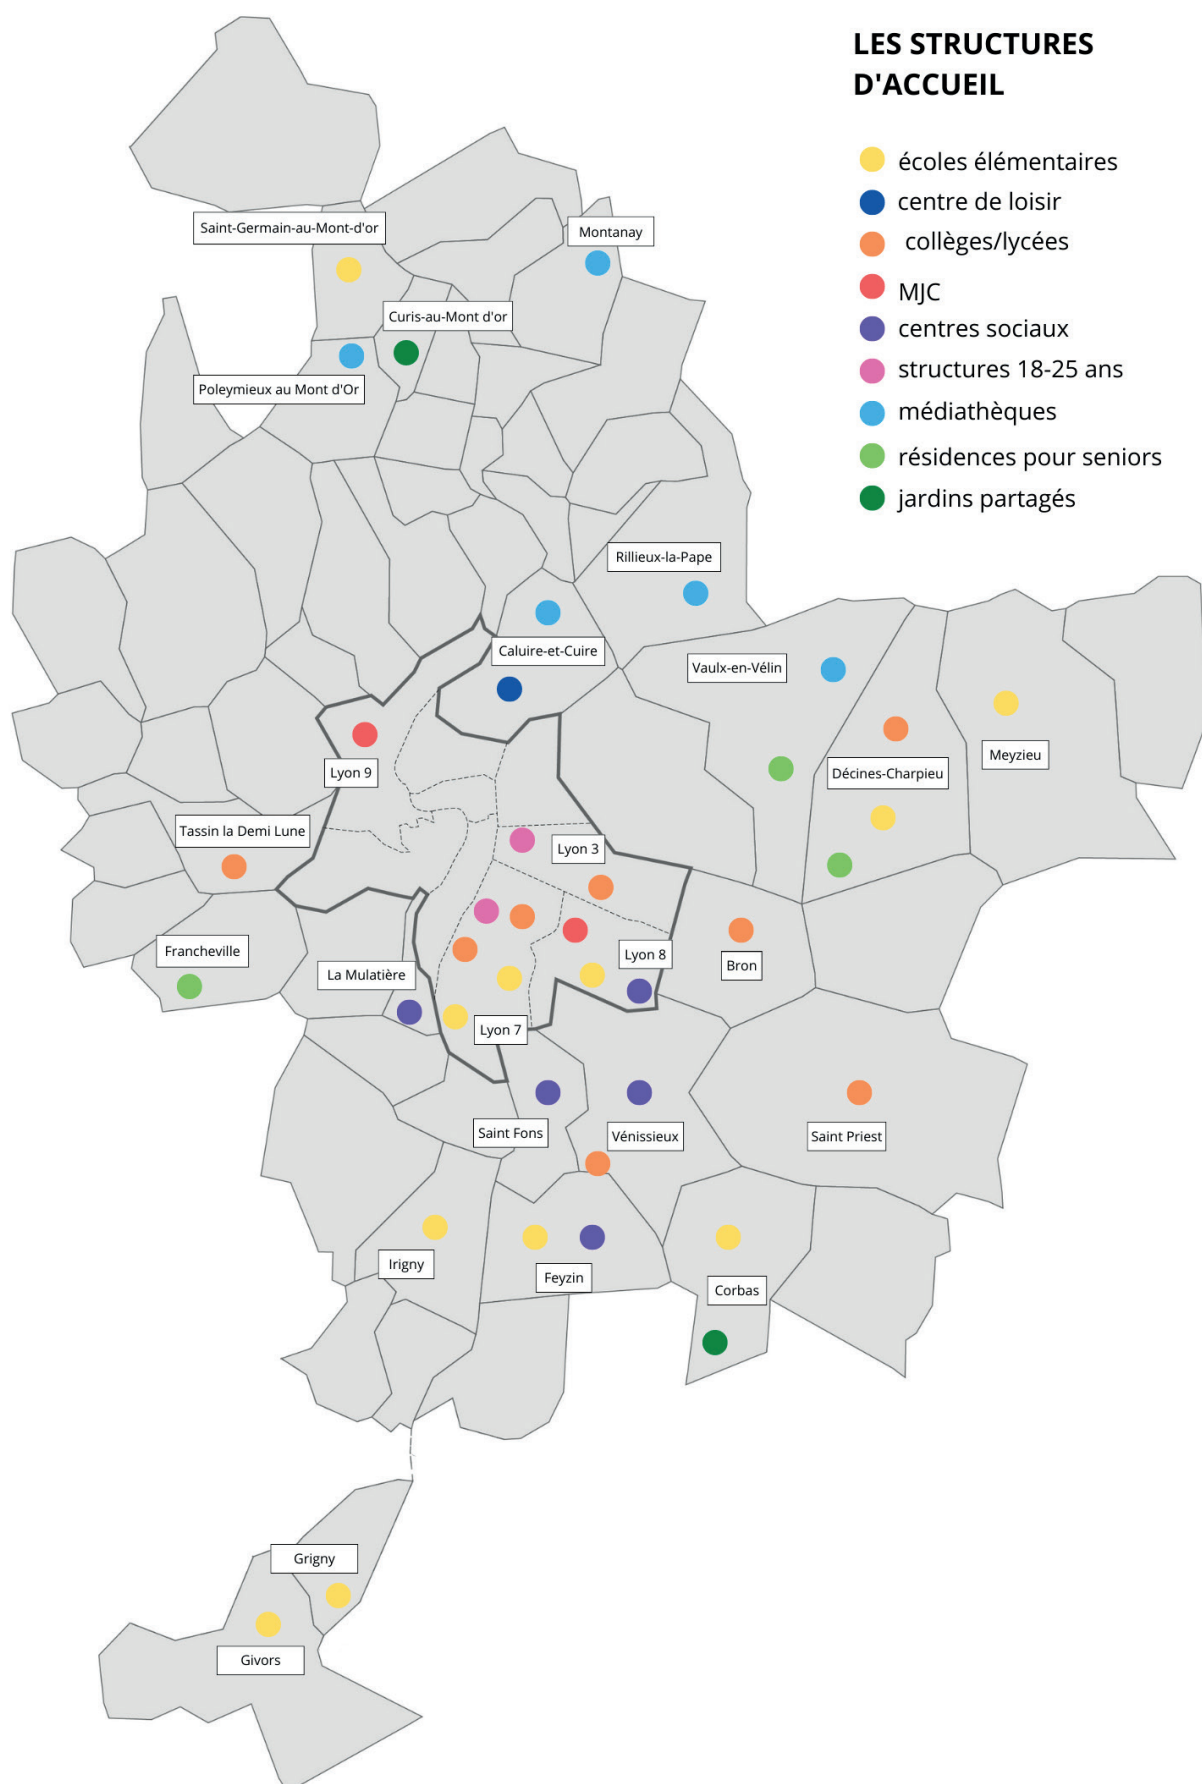 LES STRUCTURES
D'ACCUEIL
écoles élémentaires
centre de loisir
collèges/lycées
MJC
centres sociaux
structures 18-25 ans
médiathèques
résidences pour seniors
jardins partagés
Saint-Germain-au-Mont-d'or
Montanay
Curis-au-Mont d'or
Poleymieux au Mont d'Or
Rillieux-la-Pape
Caluire-et-Cuire
Vaulx-en-Vélin
Meyzieu
Lyon 9
Décines-Charpieu
Tassin la Demi Lune
Lyon 3
Francheville
Lyon 8
Bron
La Mulatière
Lyon 7
Saint Fons
Vénissieux
Saint Priest
Irigny
Feyzin
Corbas
Grigny
Givors